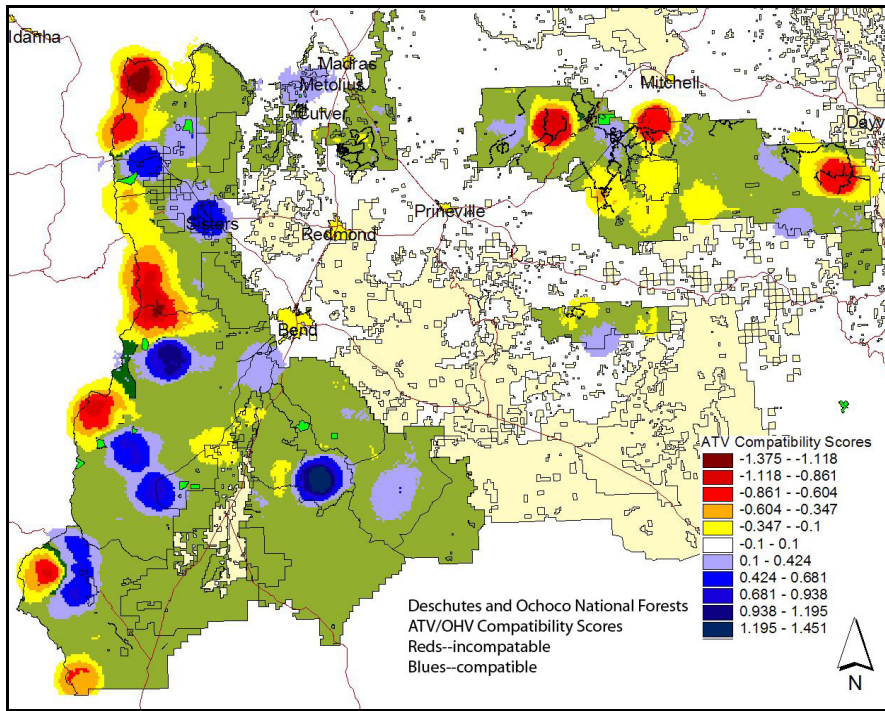 Idanha
Madras
Metolius
Culver
Mitchell
Dayv
Sisters
Redmond
Prineville
Bend
ATV Compatibility Scores
-1.375 - -1.118
-1.118 - -0.861
-0.861 - -0.604
-0.604 - -0.347
-0.347 - -0.1
-0.1 - 0.1
0.1 - 0.424
0.424 - 0.681
0.681 - 0.938
0.938 - 1.195
1.195 - 1.451
Deschutes and Ochoco National Forests
ATV/OHV Compatibility Scores
Reds--incompatable
Blues--compatible
N